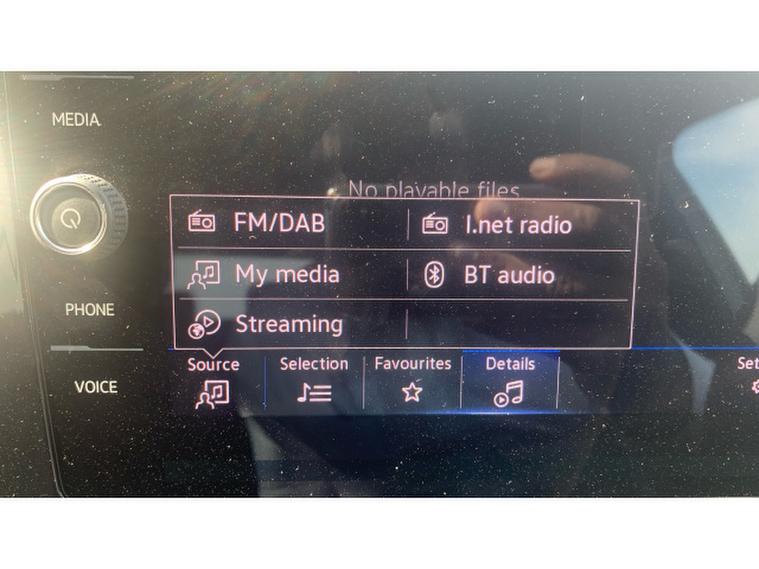 MEDIA
No playable files
FM/DAB
I.net radio
My media
BT audio
PHONE
Streaming
Source
Selection
Favourites
Details
Set
VOICE